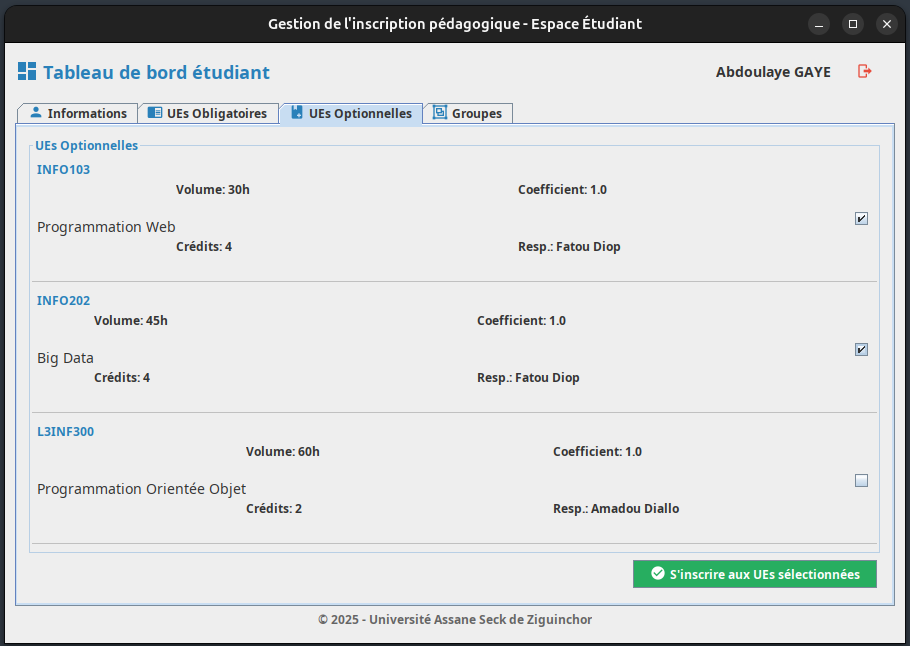 Gestion de l'inscription pédagogique - Espace Étudiant
Tableau de bord étudiant
Abdoulaye GAYE
Informations
UEs Obligatoires
UEs Optionnelles
Groupes
UEs Optionnelles
INFO103
Volume: 30h
Coefficient: 1.0
Programmation Web
Crédits: 4
Resp.: Fatou Diop
INFO202
Volume: 45h
Coefficient: 1.0
Big Data
Crédits: 4
Resp.: Fatou Diop
L3INF300
Volume: 60h
Coefficient: 1.0
Programmation Orientée Objet
Crédits: 2
Resp.: Amadou Diallo
S'inscrire aux UEs sélectionnées
© 2025 - Université Assane Seck de Ziguinchor